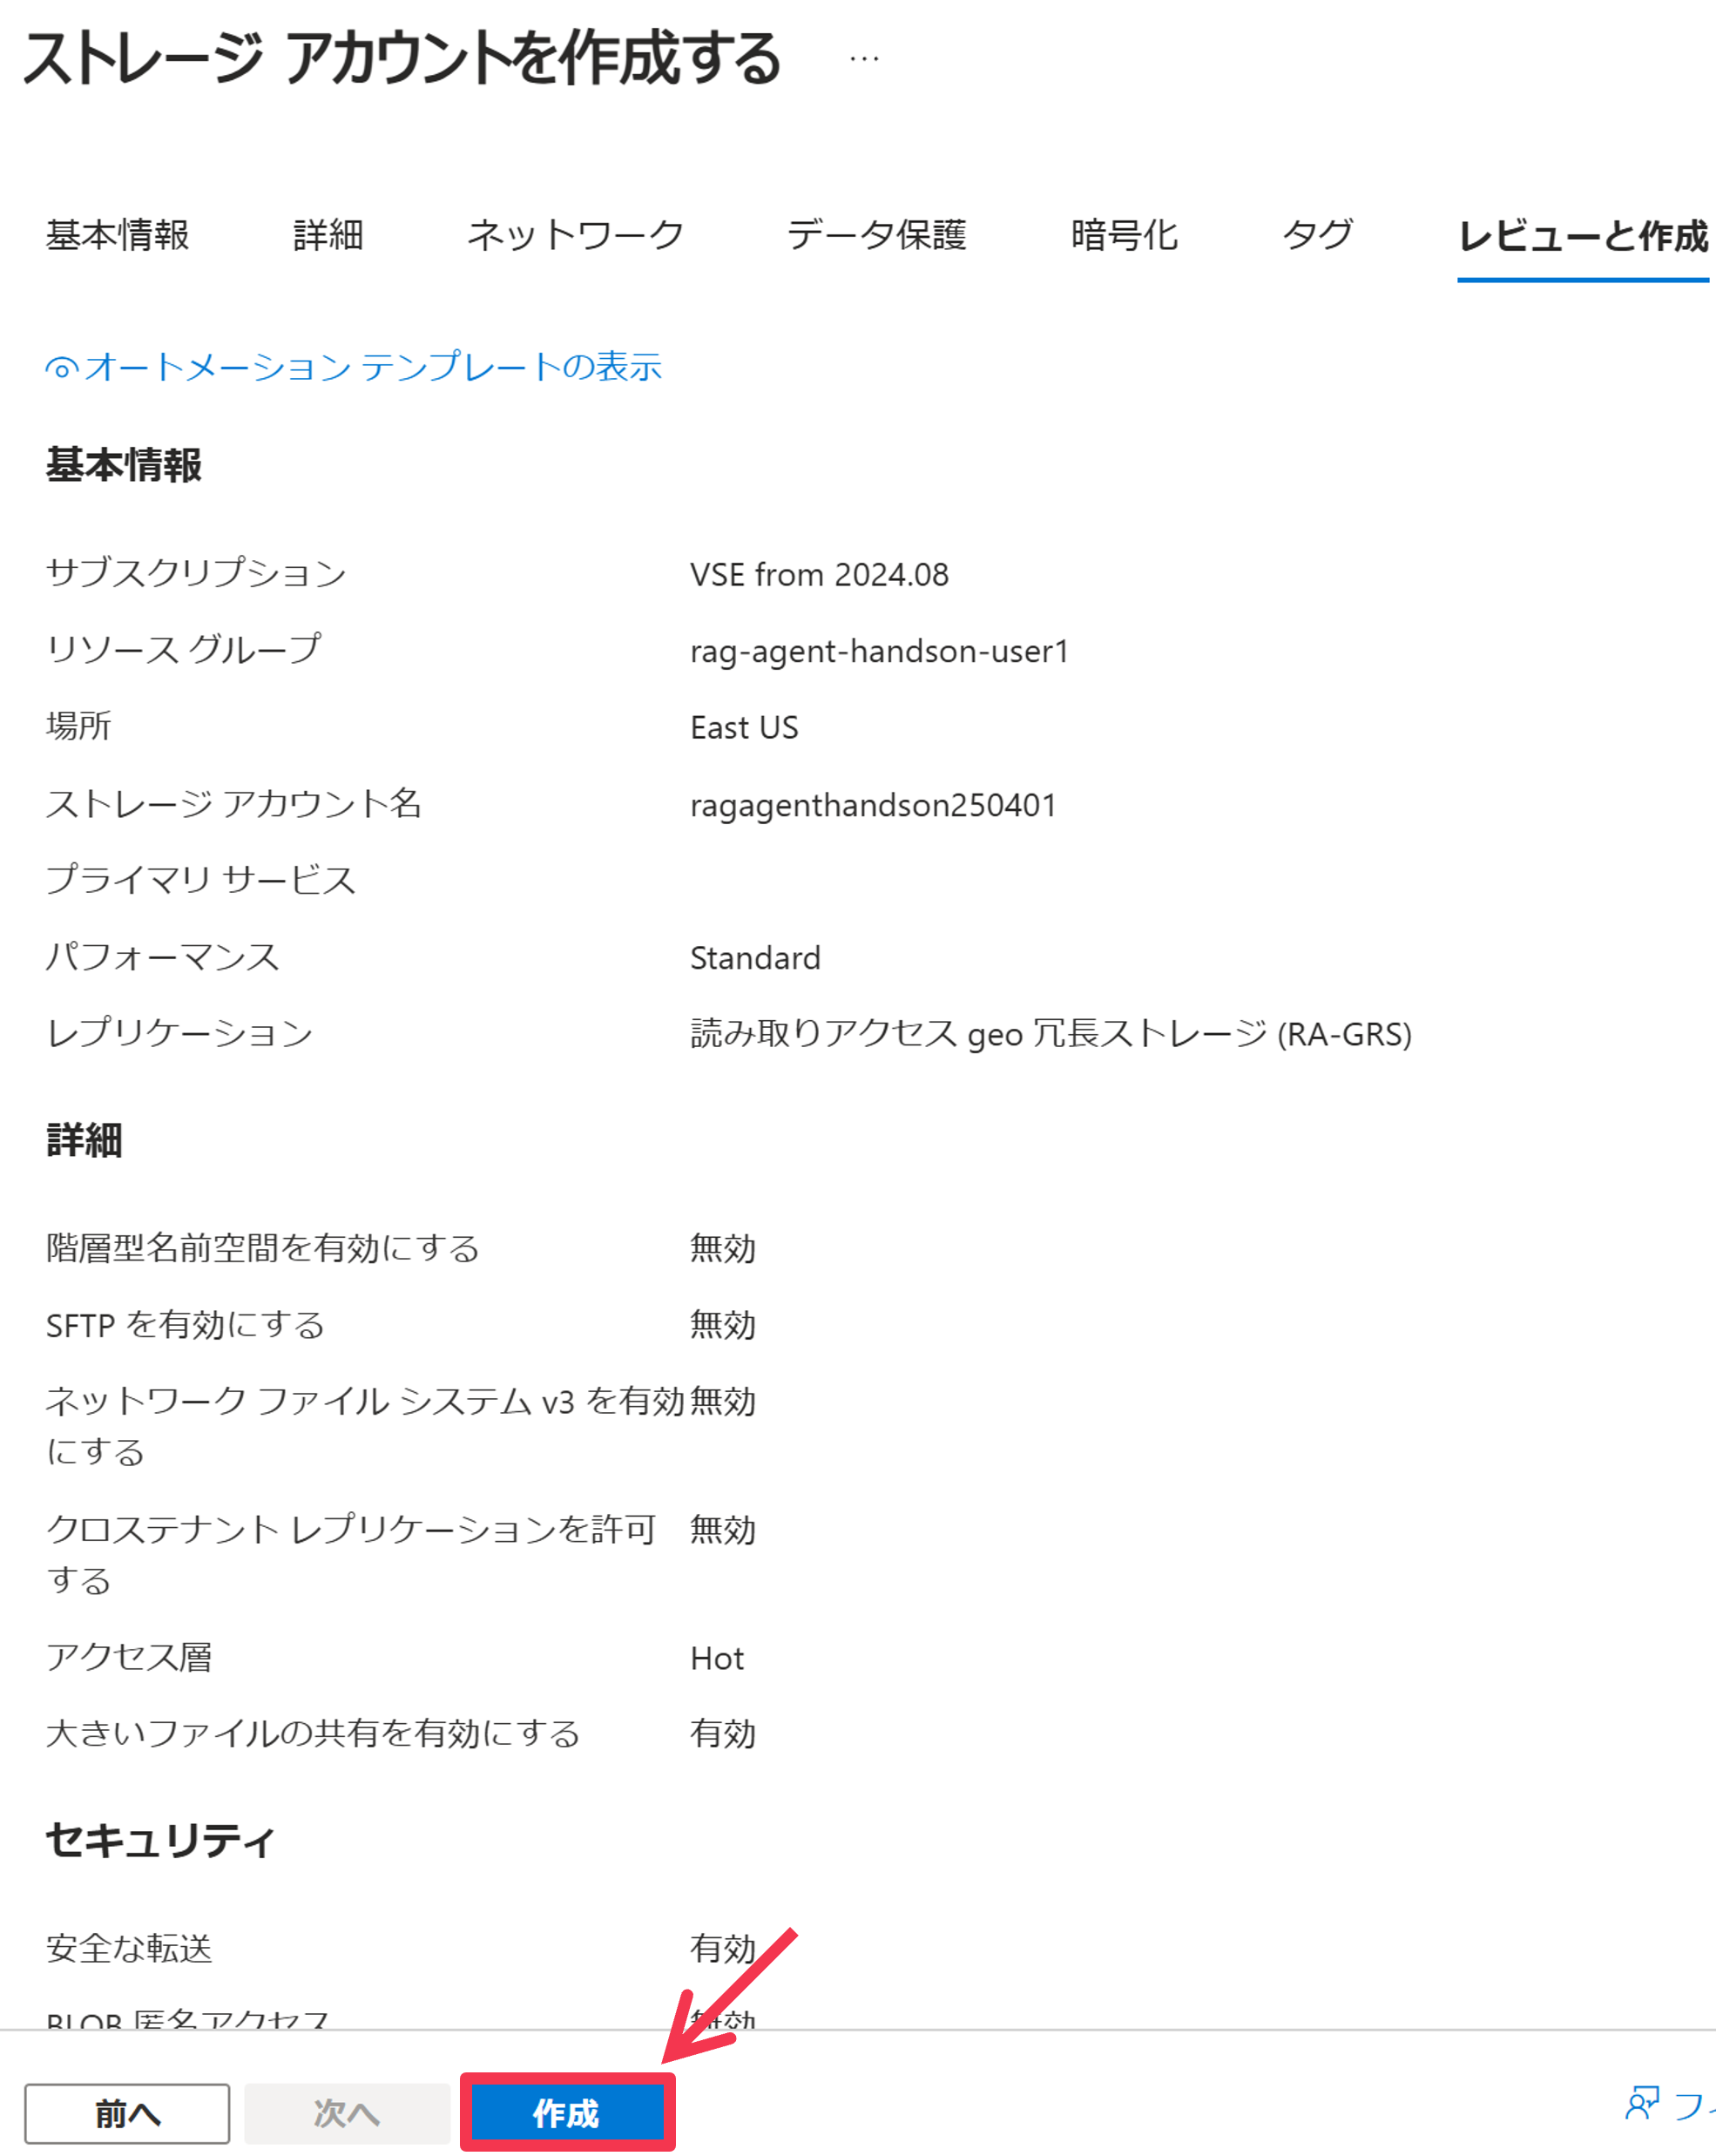 ストレージ アカウントを作成する …
基本情報 詳細 ネットワーク データ保護 暗号化 タグ レビューと作成
オートメーション テンプレートの表示
基本情報
サブスクリプション VSE from 2024.08
リソース グループ rag-agent-handson-user1
場所 East US
ストレージ アカウント名 ragagenthandson250401
プライマリ サービス
パフォーマンス Standard
レプリケーション 読み取りアクセス geo 冗長ストレージ (RA-GRS)
詳細
階層型名前空間を有効にする 無効
SFTP を有効にする 無効
ネットワーク ファイル システム v3 を有効 無効
にする
クロステナント レプリケーションを許可 無効
する
アクセス層 Hot
大きいファイルの共有を有効にする 有効
セキュリティ
安全な転送 有効
BLOB 匿名アクセス 無効
前へ 次へ 作成